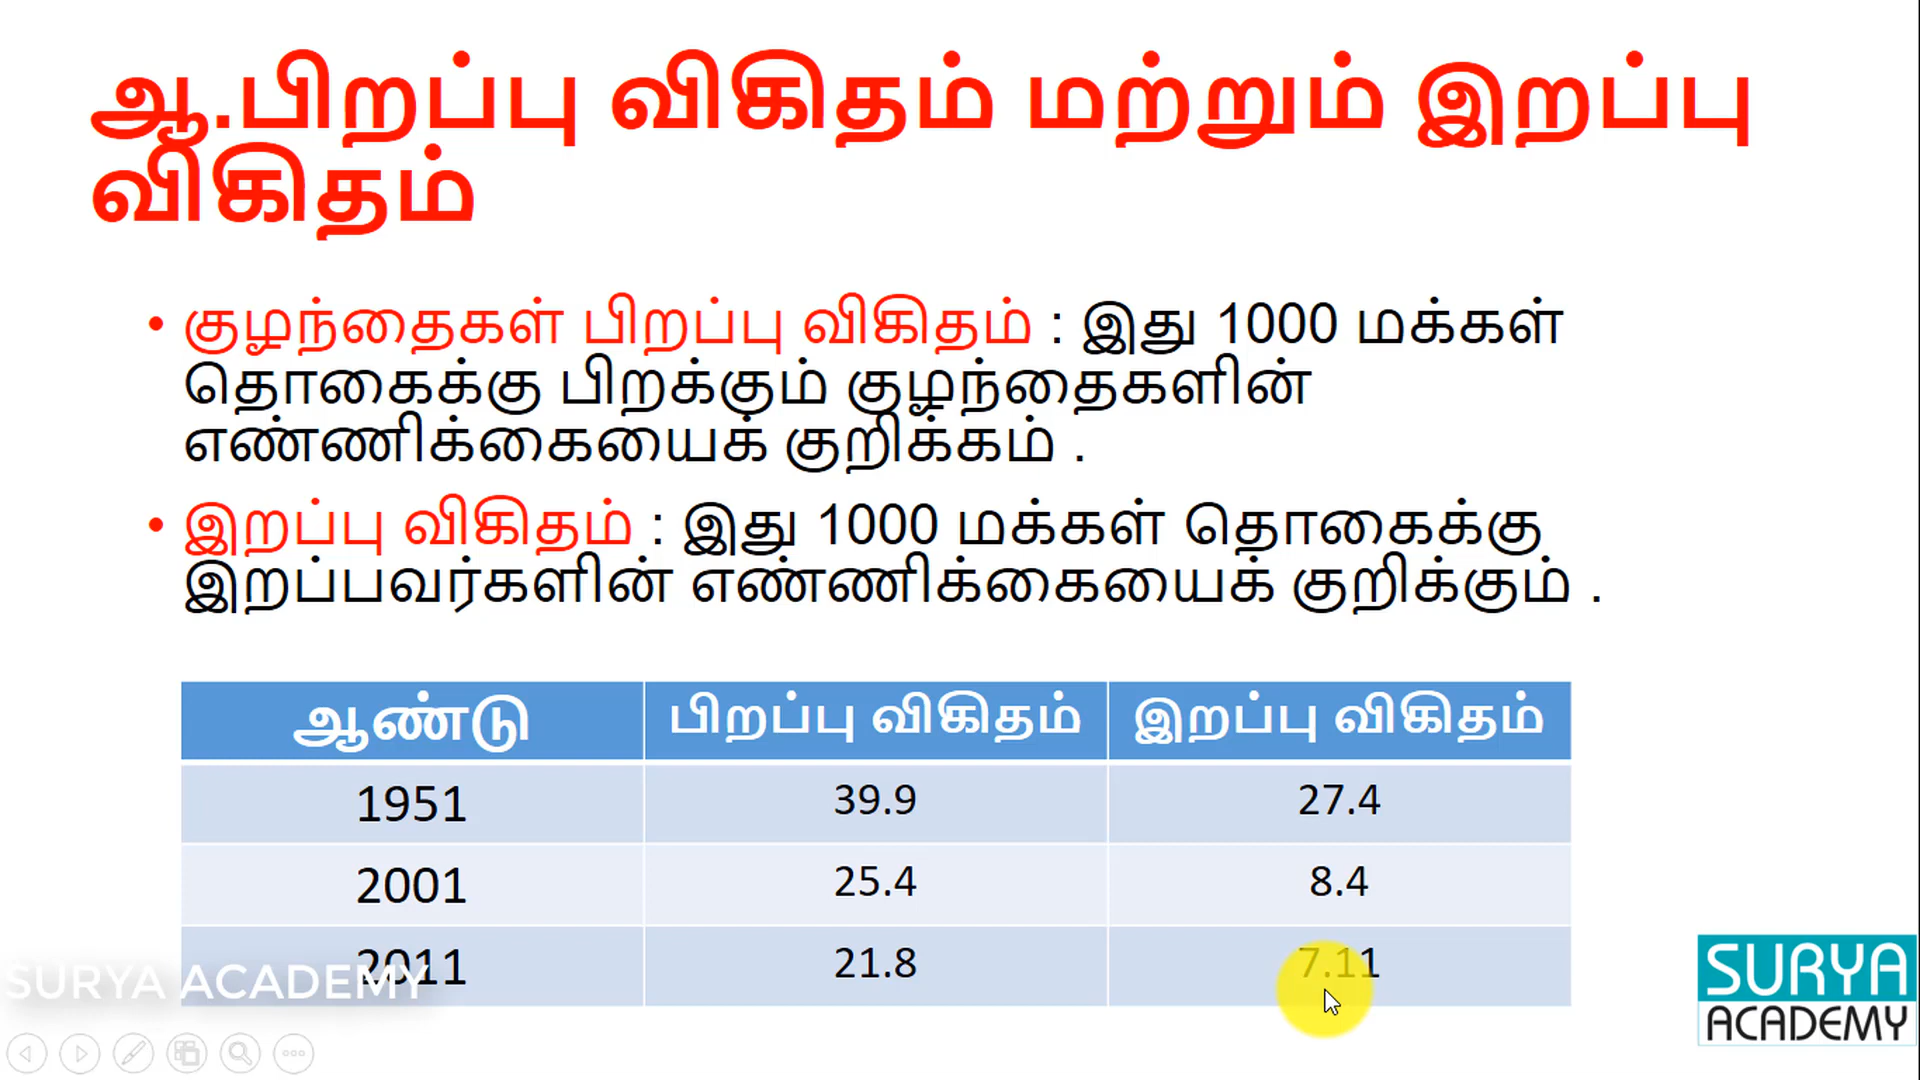 ஆ.பிறப்பு விகிதம் மற்றும் இறப்பு
விகிதம்
• குழந்தைகள் பிறப்பு விகிதம் : இது 1000 மக்கள்
தொகைக்கு பிறக்கும் குழந்தைகளின்
எண்ணிக்கையைக் குறிக்கம் .
• இறப்பு விகிதம் : இது 1000 மக்கள் தொகைக்கு
இறப்பவர்களின் எண்ணிக்கையைக் குறிக்கும் .
ஆண்டு பிறப்பு விகிதம் இறப்பு விகிதம்
1951 39.9 27.4
2001 25.4 8.4
2011 21.8 7.11
SURYA ACADEMY
SURYA
ACADEMY